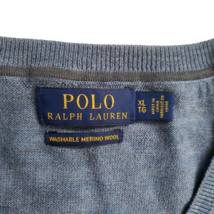 POLO
RALPH LAUREN
WASHABLE MERINO WOOL
XL
TG